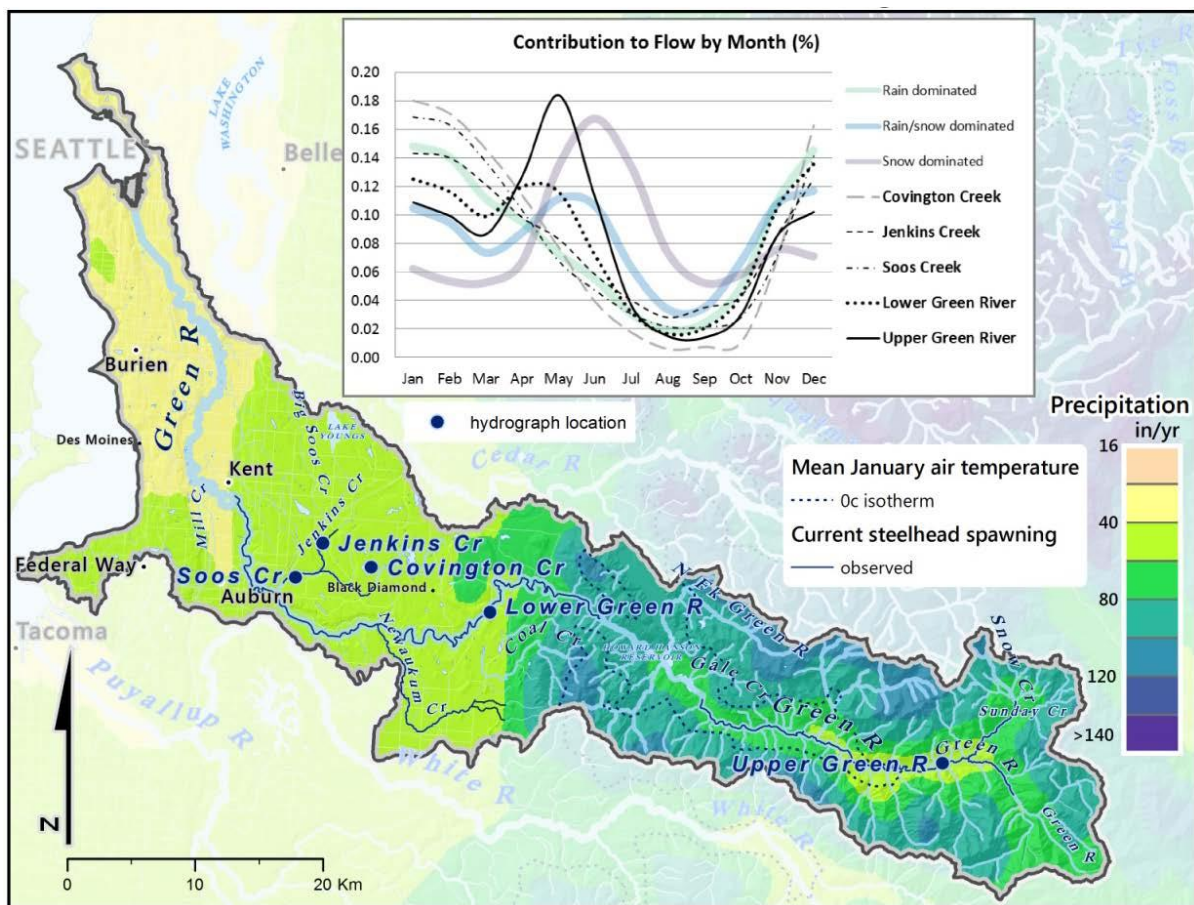 Contribution to Flow by Month (%)
0.20
0.18
0.16
0.14
0.12
0.10
0.08
0.06
0.04
0.02
0.00
Jan Feb Mar Apr May Jun Jul Aug Sep Oct Nov Dec
Rain dominated
Rain/snow dominated
Snow dominated
Covington Creek
Jenkins Creek
Soos Creek
Lower Green River
Upper Green River
hydrograph location
Precipitation
in/yr
16
40
80
120
>140
Mean January air temperature
0c isotherm
Current steelhead spawning
observed
SEATTLE
LAKE
WASHINGTON
Belle
Burien
Green R
Des Moines
Kent
Mill Cr
Big Soos Cr
LAKE
YOUNGS
Jenkins Cr
Cedar R
Jenkins Cr
Covington Cr
Federal Way
Soos Cr
Auburn
Black Diamond
Lower Green R
Tacoma
Newaukum Cr
Coal Cr
N Fk Green R
HOWARD HANSON
RESERVOIR
Gale Cr
Green R
Snow Cr
Sunday Cr
Upper Green R
Green R
Green R
Puyallup R
White R
White R
Tye R
Foss R
N
0 10 20 Km